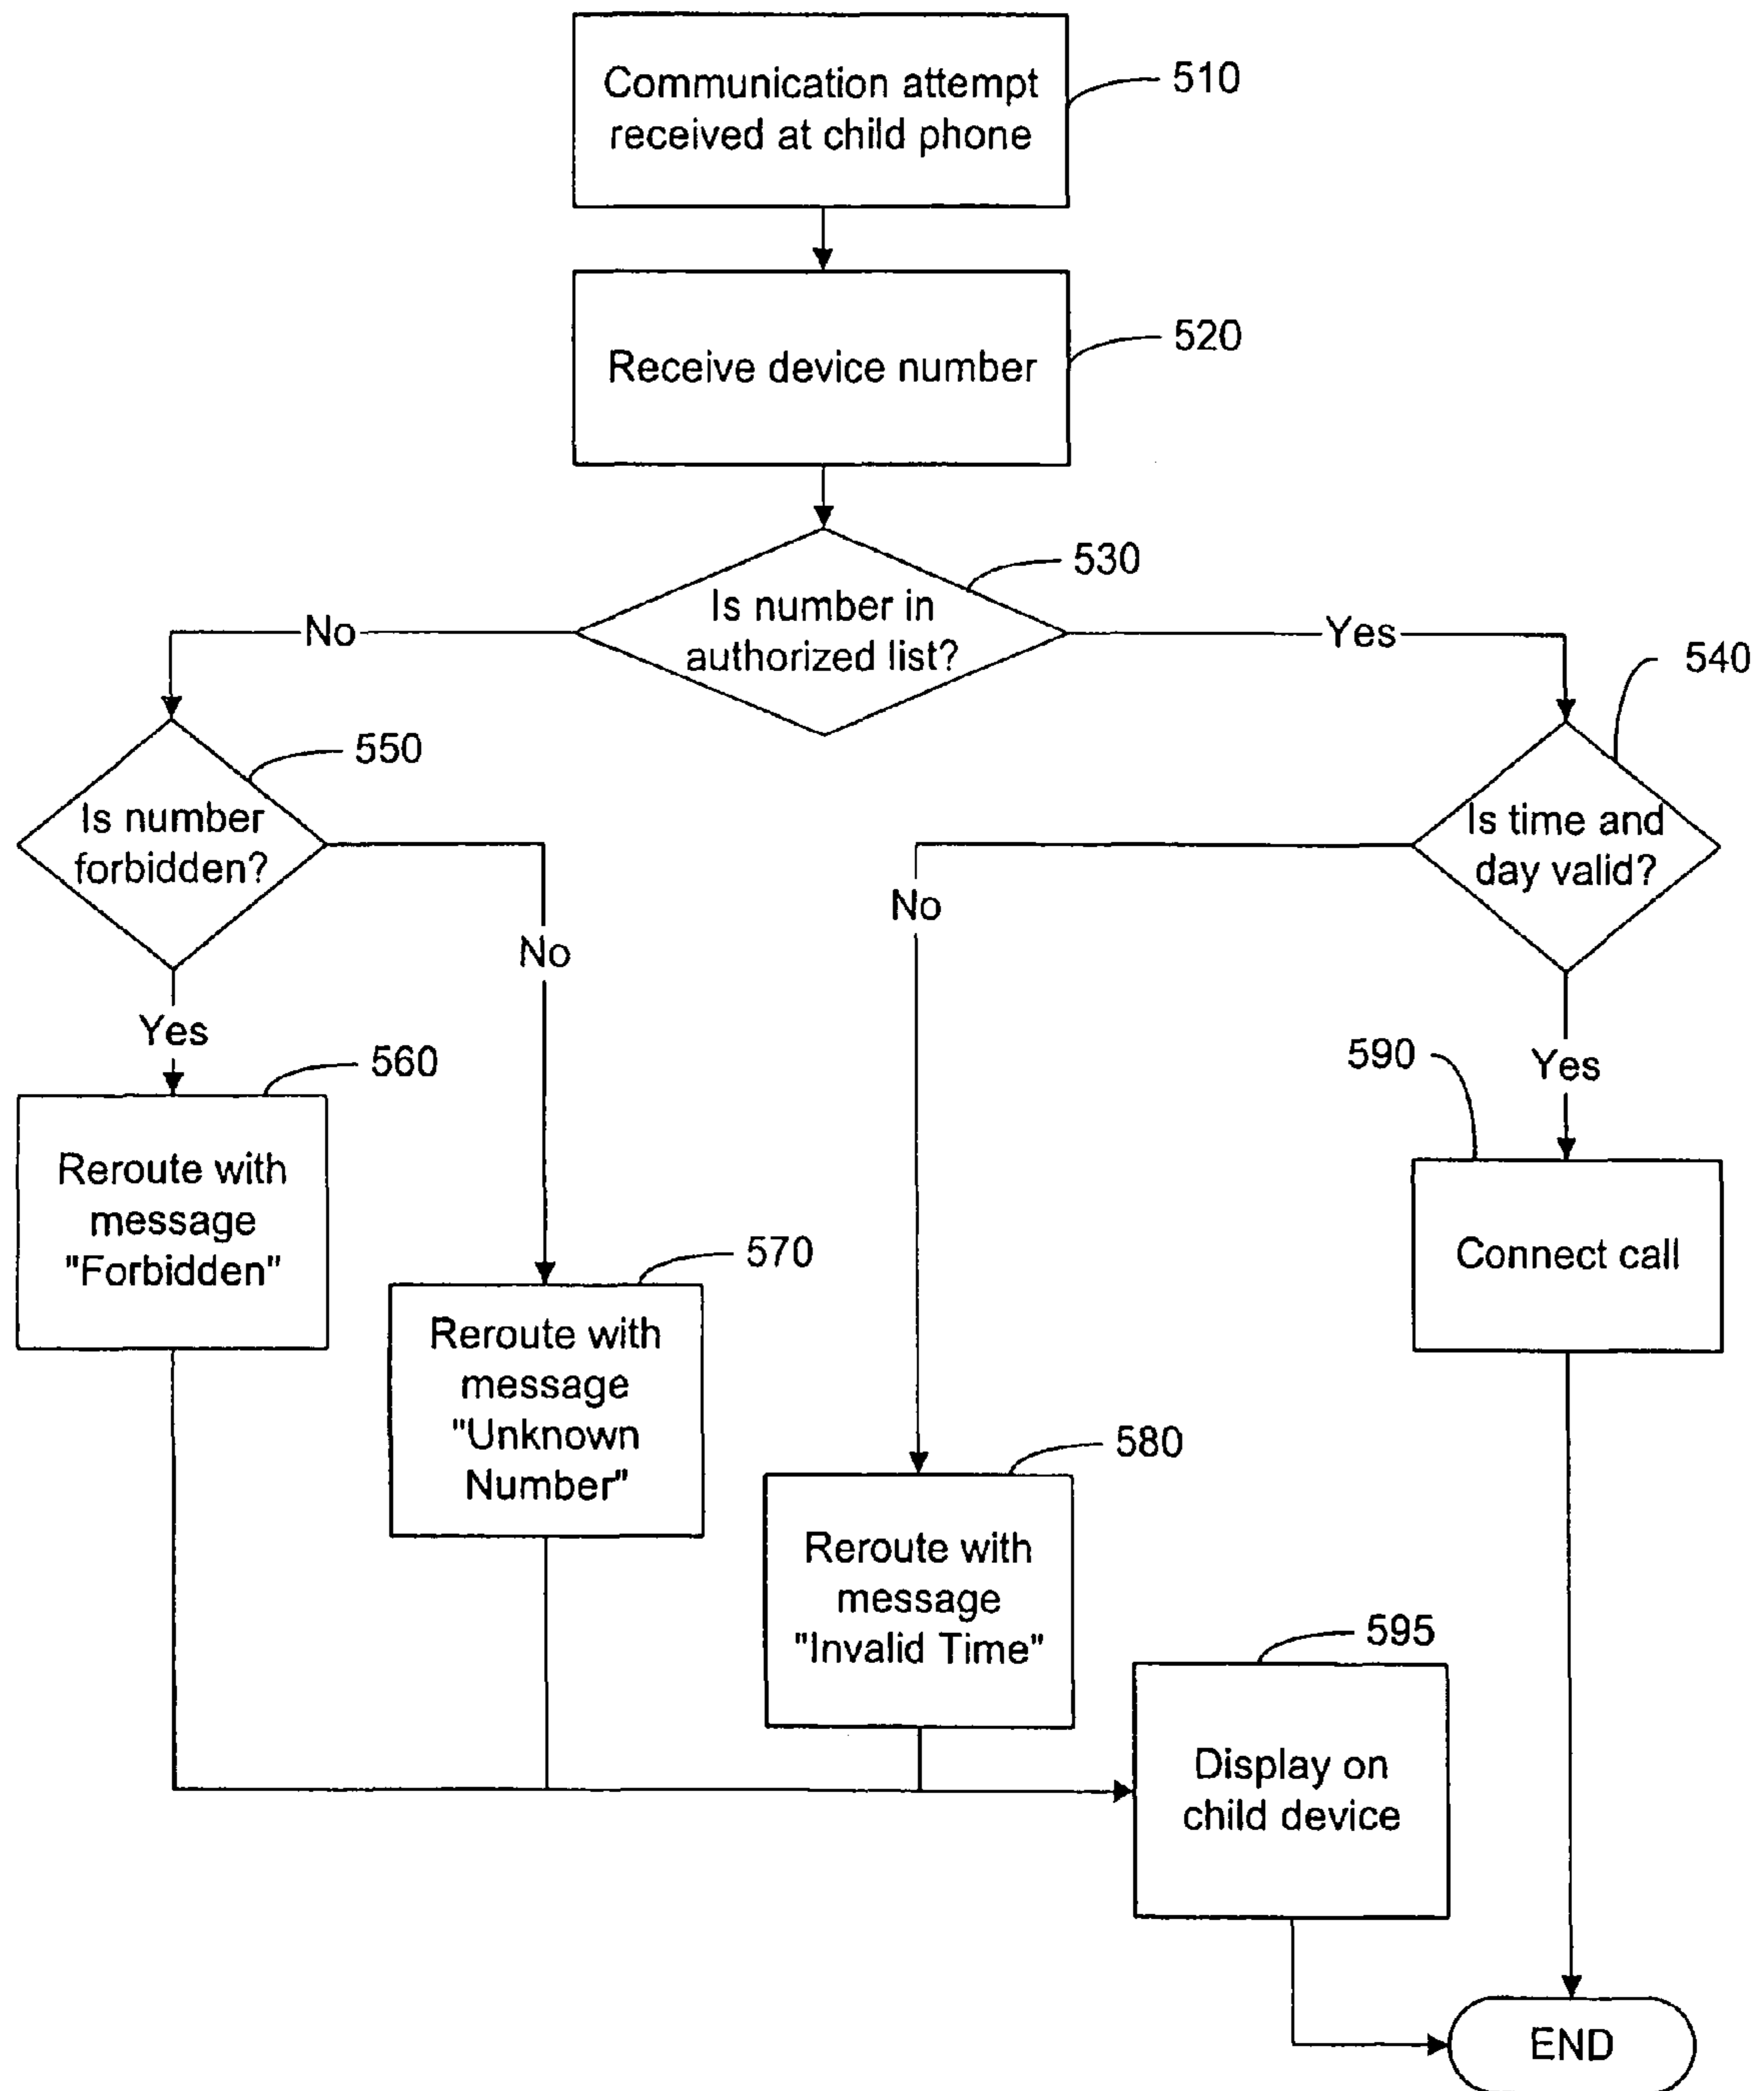 Communication attempt
received at child phone
510
Receive device number
520
530
Is number in
authorized list?
No
Yes
540
550
Is number
forbidden?
Is time and
day valid?
No
No
Yes
560
590
Yes
Reroute with
message
"Forbidden"
570
Connect call
Reroute with
message
"Unknown
Number"
580
Reroute with
message
"Invalid Time"
595
Display on
child device
END